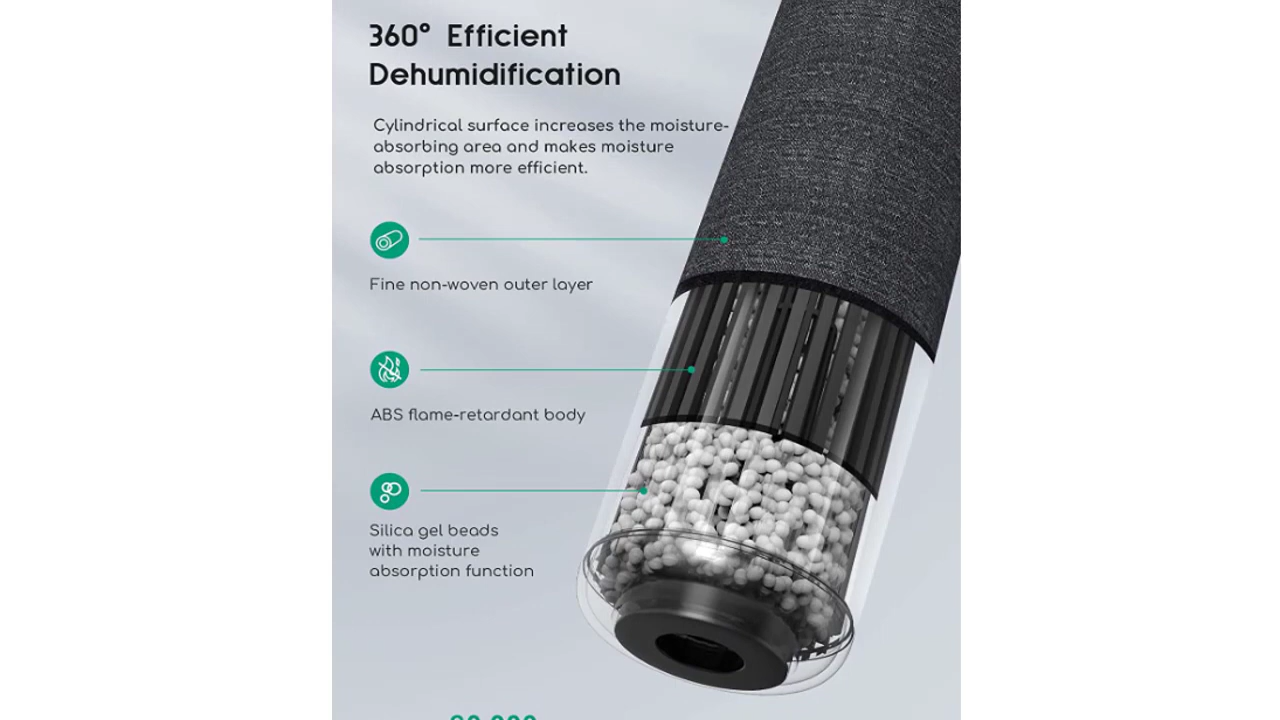 360° Efficient
Dehumidification
Cylindrical surface increases the moisture-
absorbing area and makes moisture
absorption more efficient.
Fine non-woven outer layer
ABS flame-retardant body
Silica gel beads
with moisture
absorption function